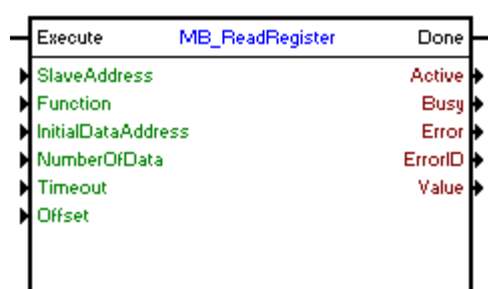 Execute MB_ReadRegister Done
SlaveAddress Active
Function Busy
InitialDataAddress Error
NumberOfData ErrorID
Timeout Value
Offset